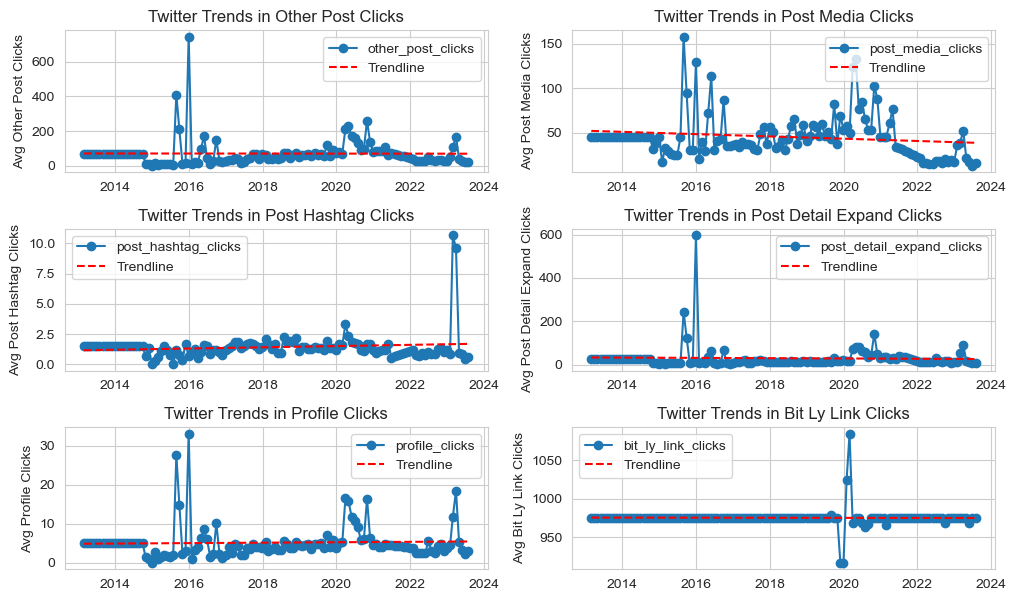 Twitter Trends in Other Post Clicks
Avg Other Post Clicks
600
400
200
0
other_post_clicks
Trendline
2014 2016 2018 2020 2022 2024
Twitter Trends in Post Media Clicks
Avg Post Media Clicks
150
100
50
post_media_clicks
Trendline
2014 2016 2018 2020 2022 2024
Twitter Trends in Post Hashtag Clicks
Avg Post Hashtag Clicks
10.0
7.5
5.0
2.5
0.0
post_hashtag_clicks
Trendline
2014 2016 2018 2020 2022 2024
Twitter Trends in Post Detail Expand Clicks
Avg Post Detail Expand Clicks
600
400
200
0
post_detail_expand_clicks
Trendline
2014 2016 2018 2020 2022 2024
Twitter Trends in Profile Clicks
Avg Profile Clicks
30
20
10
0
profile_clicks
Trendline
2014 2016 2018 2020 2022 2024
Twitter Trends in Bit Ly Link Clicks
Avg Bit Ly Link Clicks
1050
1000
950
bit_ly_link_clicks
Trendline
2014 2016 2018 2020 2022 2024